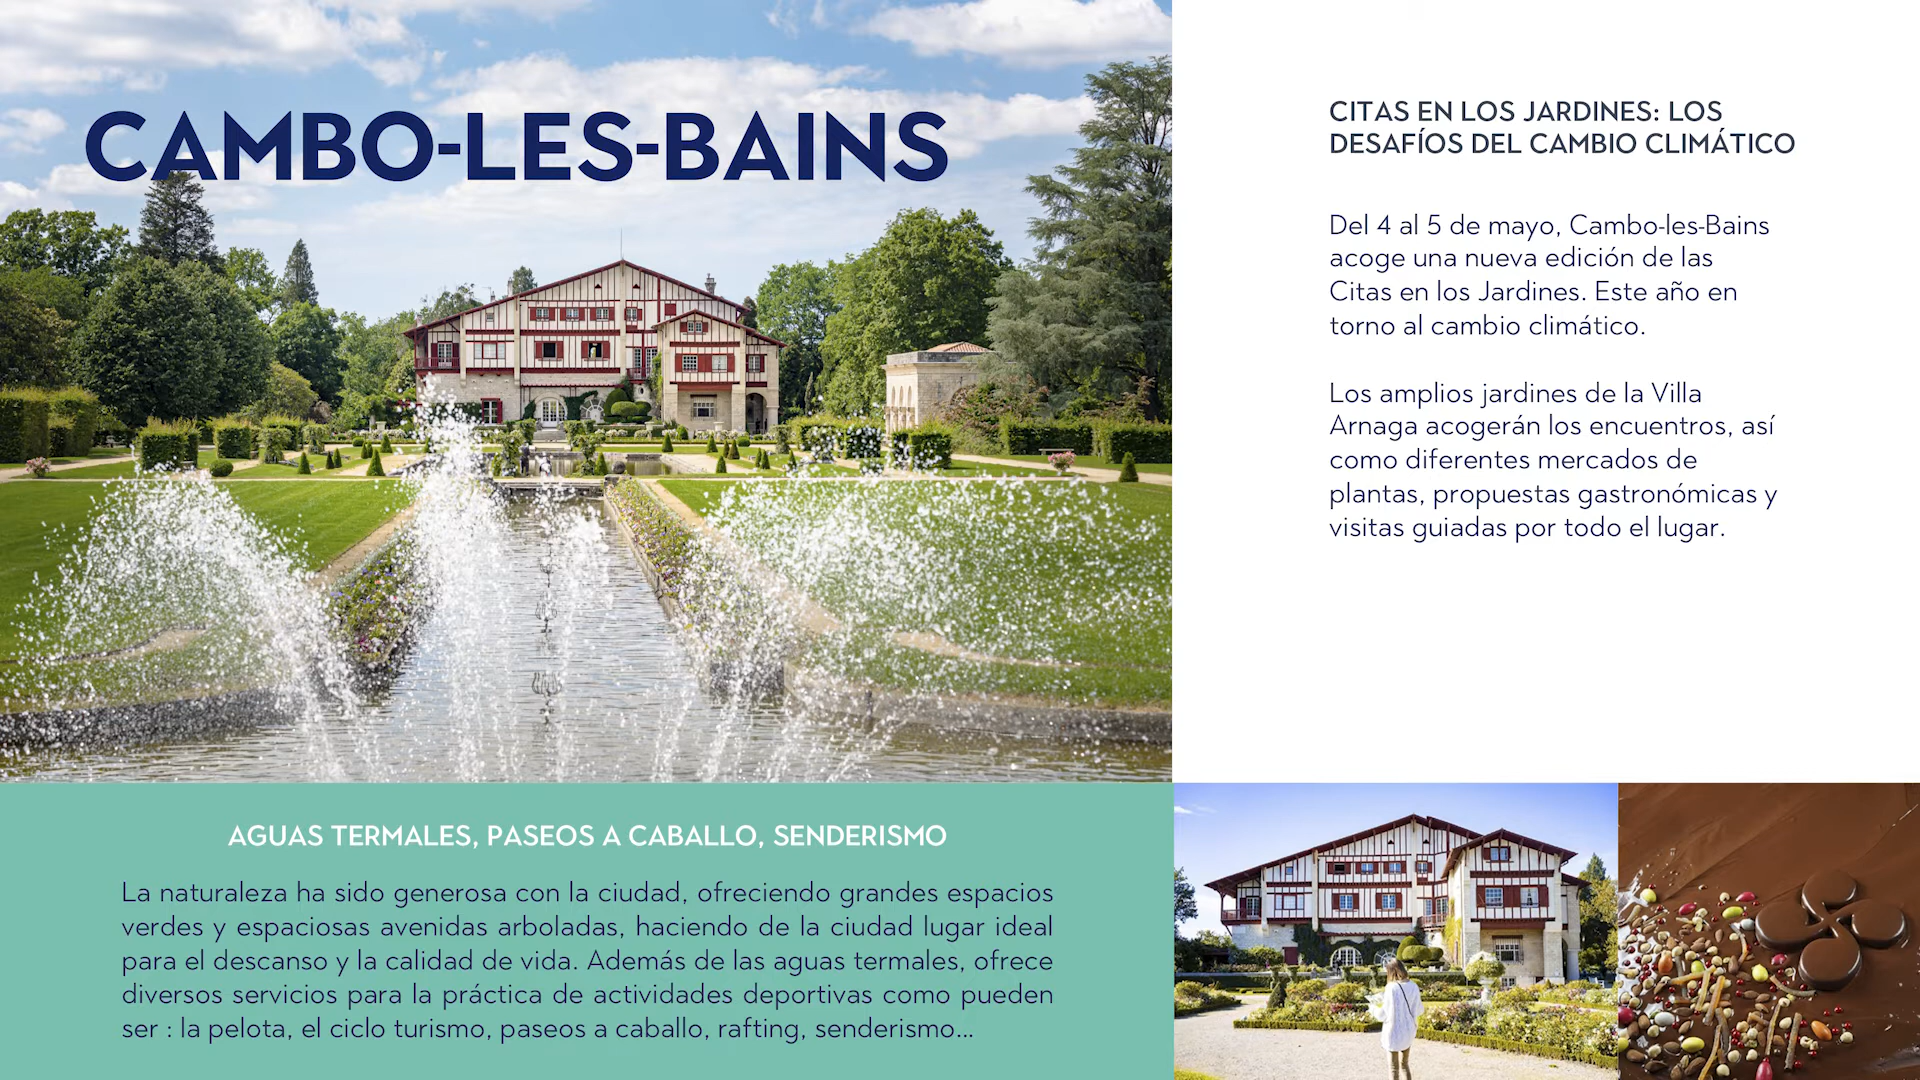 CAMBO-LES-BAINS
CITAS EN LOS JARDINES: LOS
DESAFÍOS DEL CAMBIO CLIMÁTICO
Del 4 al 5 de mayo, Cambo-les-Bains
acoge una nueva edición de las
Citas en los Jardines. Este año en
torno al cambio climático.
Los amplios jardines de la Villa
Arnaga acogerán los encuentros, así
como diferentes mercados de
plantas, propuestas gastronómicas y
visitas guiadas por todo el lugar.
AGUAS TERMALES, PASEOS A CABALLO, SENDERISMO
La naturaleza ha sido generosa con la ciudad, ofreciendo grandes espacios
verdes y espaciosas avenidas arboladas, haciendo de la ciudad lugar ideal
para el descanso y la calidad de vida. Además de las aguas termales, ofrece
diversos servicios para la práctica de actividades deportivas como pueden
ser : la pelota, el ciclo turismo, paseos a caballo, rafting, senderismo...